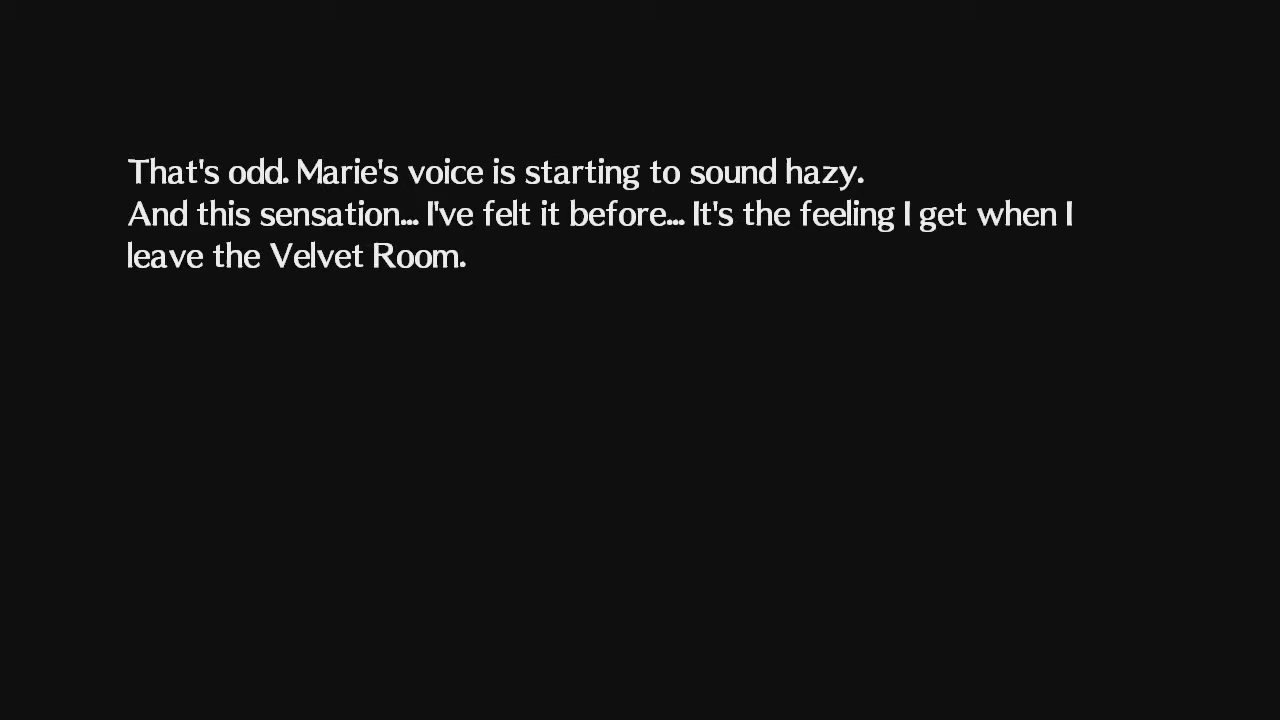 That's odd. Marie's voice is starting to sound hazy.
And this sensation... I've felt it before... It's the feeling I get when I
leave the Velvet Room.